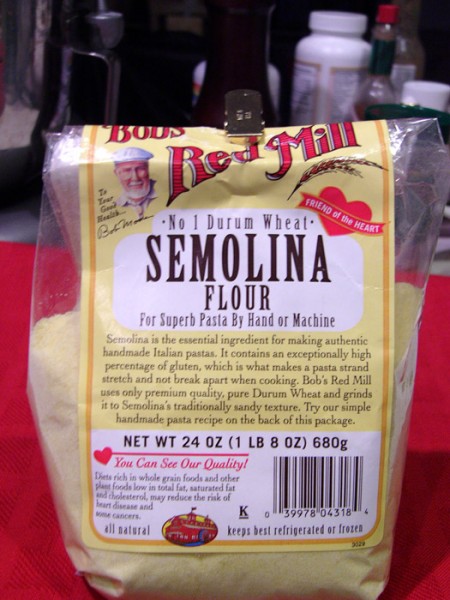 BOB'S
Red Mill
To
Your
Good
Health...
FRIEND of the HEART
·No 1 Durum Wheat·
SEMOLINA
FLOUR
For Superb Pasta By Hand or Machine
Semolina is the essential ingredient for making authentic
handmade Italian pastas. It contains an exceptionally high
percentage of gluten, which is what makes a pasta strand
stretch and not break apart when cooking. Bob's Red Mill
uses only premium quality, pure Durum Wheat and grinds
it to Semolina's traditionally sandy texture. Try our simple
handmade pasta recipe on the back of this package.
NET WT 24 OZ (1 LB 8 OZ) 680g
You Can See Our Quality!
Diets rich in whole grain foods and other
plant foods low in total fat, saturated fat
and cholesterol, may reduce the risk of
heart disease and
some cancers.
K
0 39978 04318 4
all natural
keeps best refrigerated or frozen